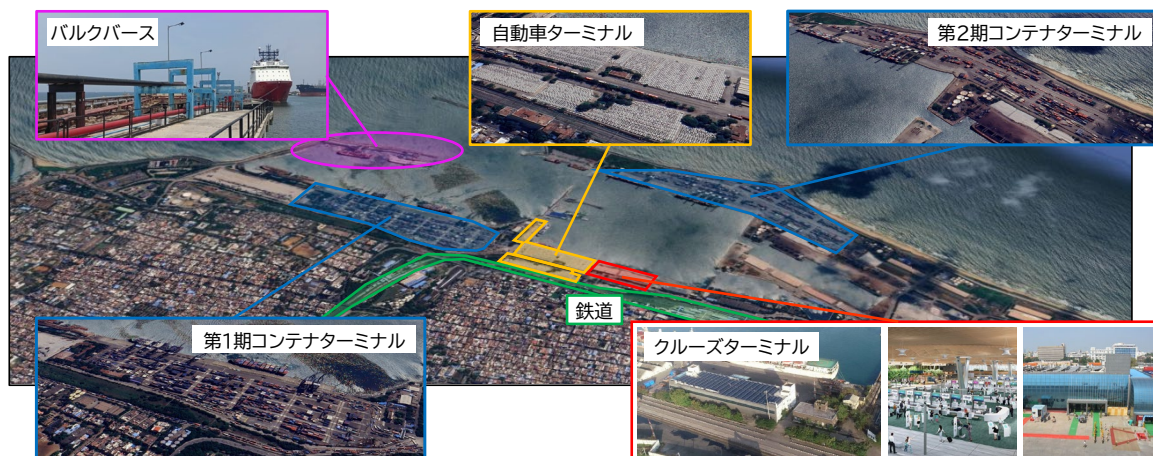 バルクバース
自動車ターミナル
第2期コンテナターミナル
鉄道
第1期コンテナターミナル
クルーズターミナル